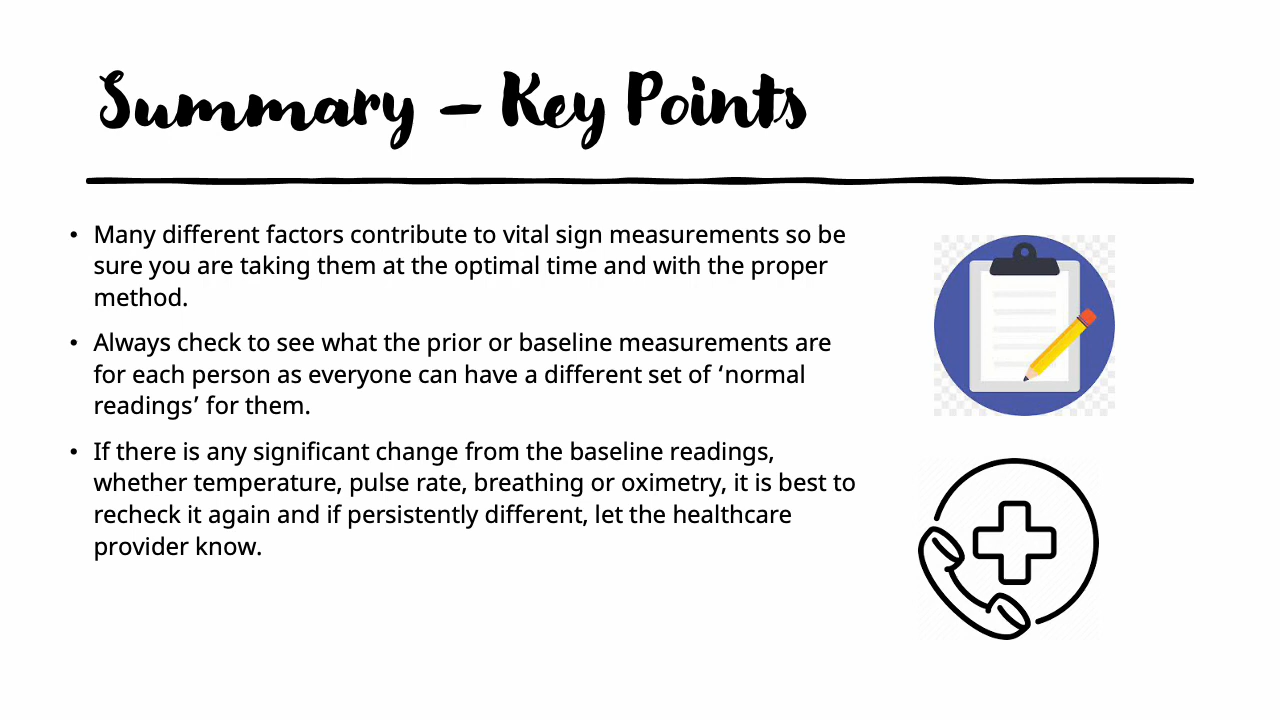 Summary – Key Points
• Many different factors contribute to vital sign measurements so be
sure you are taking them at the optimal time and with the proper
method.
• Always check to see what the prior or baseline measurements are
for each person as everyone can have a different set of ‘normal
readings’ for them.
• If there is any significant change from the baseline readings,
whether temperature, pulse rate, breathing or oximetry, it is best to
recheck it again and if persistently different, let the healthcare
provider know.